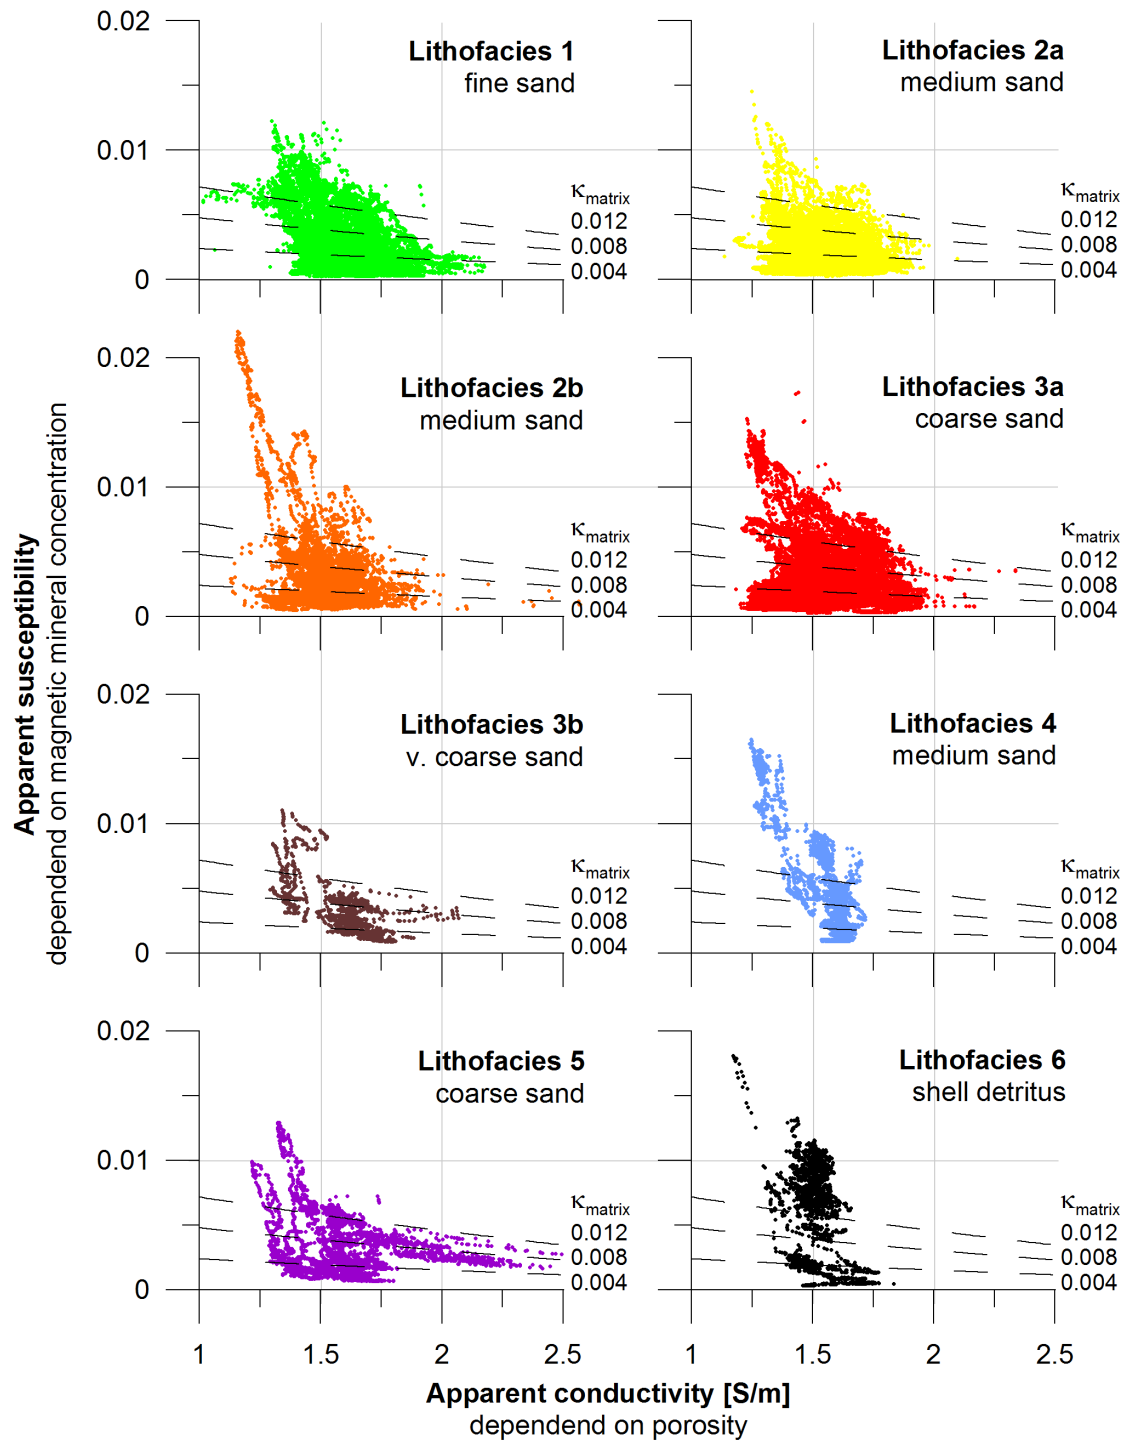 0.02
0.01
0
Lithofacies 1
fine sand
κmatrix
0.012
0.008
0.004
Lithofacies 2a
medium sand
κmatrix
0.012
0.008
0.004
0.02
0.01
0
Lithofacies 2b
medium sand
κmatrix
0.012
0.008
0.004
Lithofacies 3a
coarse sand
κmatrix
0.012
0.008
0.004
Apparent susceptibility
dependend on magnetic mineral concentration
0.02
0.01
0
Lithofacies 3b
v. coarse sand
κmatrix
0.012
0.008
0.004
Lithofacies 4
medium sand
κmatrix
0.012
0.008
0.004
0.02
0.01
0
Lithofacies 5
coarse sand
κmatrix
0.012
0.008
0.004
Lithofacies 6
shell detritus
κmatrix
0.012
0.008
0.004
1 1.5 2 2.5
1 1.5 2 2.5
Apparent conductivity [S/m]
dependend on porosity